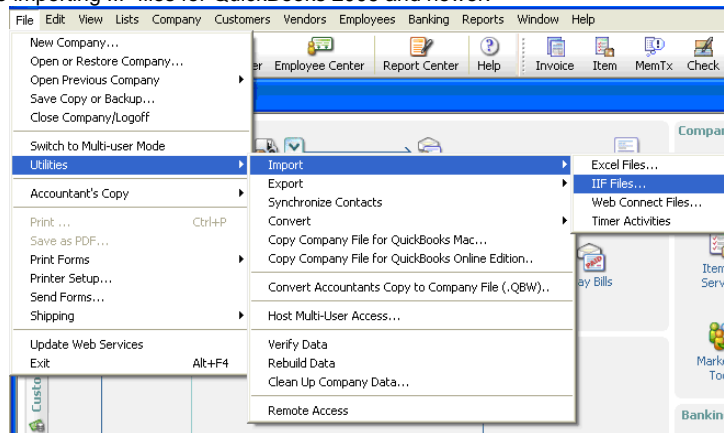 File Edit View Lists Company Customers Vendors Employees Banking Reports Window Help
New Company...
Open or Restore Company...
Open Previous Company
Save Copy or Backup...
Close Company/Logoff
Switch to Multi-user Mode
Utilities
Accountant's Copy
Print ... Ctrl+P
Save as PDF...
Print Forms
Printer Setup...
Send Forms...
Shipping
Update Web Services
Exit Alt+F4
Employee Center Report Center Help Invoice Item MemTx Check
Import
Export
Synchronize Contacts
Convert
Copy Company File for QuickBooks Mac...
Copy Company File for QuickBooks Online Edition..
Convert Accountants Copy to Company File (.QBW)..
Host Multi-User Access...
Verify Data
Rebuild Data
Clean Up Company Data...
Remote Access
Excel Files...
IIF Files...
Web Connect Files...
Timer Activities
Compar
ay Bills
Item
Serv
Mark
To
Bankin
Custo